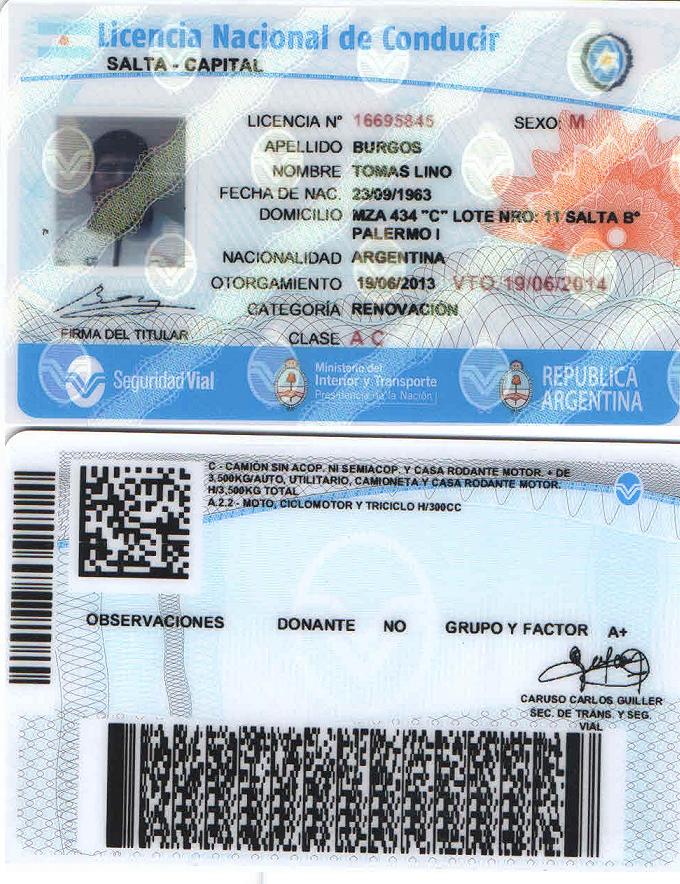 Licencia Nacional de Conducir
SALTA - CAPITAL
LICENCIA Nº 16695845 SEXO: M
APELLIDO BURGOS
NOMBRE TOMAS LINO
FECHA DE NAC. 23/09/1963
DOMICILIO MZA 434 "C" LOTE NRO: 11 SALTA Bº
PALERMO I
NACIONALIDAD ARGENTINA
OTORGAMIENTO 19/06/2013 VTO 19/06/2014
CATEGORÍA RENOVACIÓN
CLASE A C
FIRMA DEL TITULAR
Seguridad Vial
Ministerio del
Interior y Transporte
Presidencia de la Nación
REPUBLICA
ARGENTINA
C - CAMIÓN SIN ACOP. NI SEMIACOP. Y CASA RODANTE MOTOR. + DE
3,500KG/AUTO, UTILITARIO, CAMIONETA Y CASA RODANTE MOTOR.
H/3,500KG TOTAL
A.2.2 - MOTO, CICLOMOTOR Y TRICICLO H/300CC
OBSERVACIONES DONANTE NO GRUPO Y FACTOR A+
CARUSO CARLOS GUILLER
SEC. DE TRANS. Y SEG.
VIAL